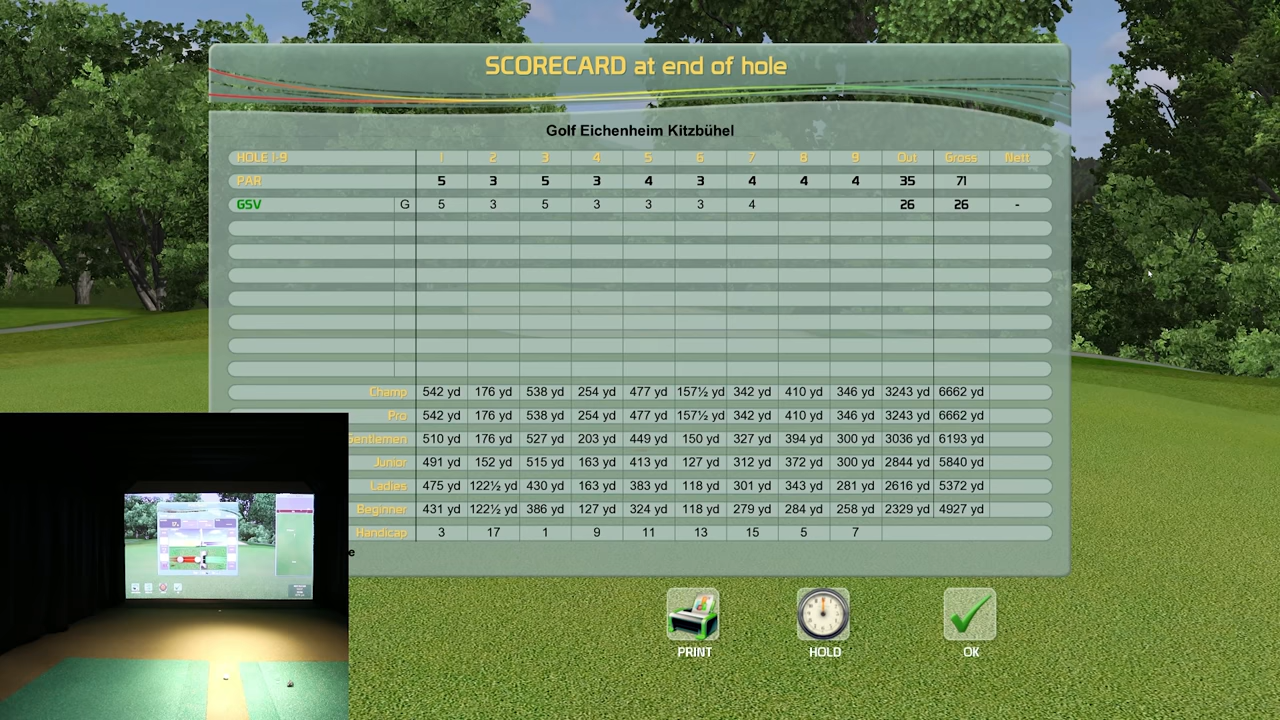 SCORECARD at end of hole
Golf Eichenheim Kitzbühel
HOLE 1-9 1 2 3 4 5 6 7 8 9 Out Gross Nett
PAR 5 3 5 3 4 3 4 4 4 35 71
GSV G 5 3 5 3 3 3 4 26 26 -
Champ 542 yd 176 yd 538 yd 254 yd 477 yd 157½ yd 342 yd 410 yd 346 yd 3243 yd 6662 yd
Pro 542 yd 176 yd 538 yd 254 yd 477 yd 157½ yd 342 yd 410 yd 346 yd 3243 yd 6662 yd
entlemen 510 yd 176 yd 527 yd 203 yd 449 yd 150 yd 327 yd 394 yd 300 yd 3036 yd 6193 yd
Junior 491 yd 152 yd 515 yd 163 yd 413 yd 127 yd 312 yd 372 yd 300 yd 2844 yd 5840 yd
Ladies 475 yd 122½ yd 430 yd 163 yd 383 yd 118 yd 301 yd 343 yd 281 yd 2616 yd 5372 yd
Beginner 431 yd 122½ yd 386 yd 127 yd 324 yd 118 yd 279 yd 284 yd 258 yd 2329 yd 4927 yd
Handicap 3 17 1 9 11 13 15 5 7
e
PRINT HOLD OK